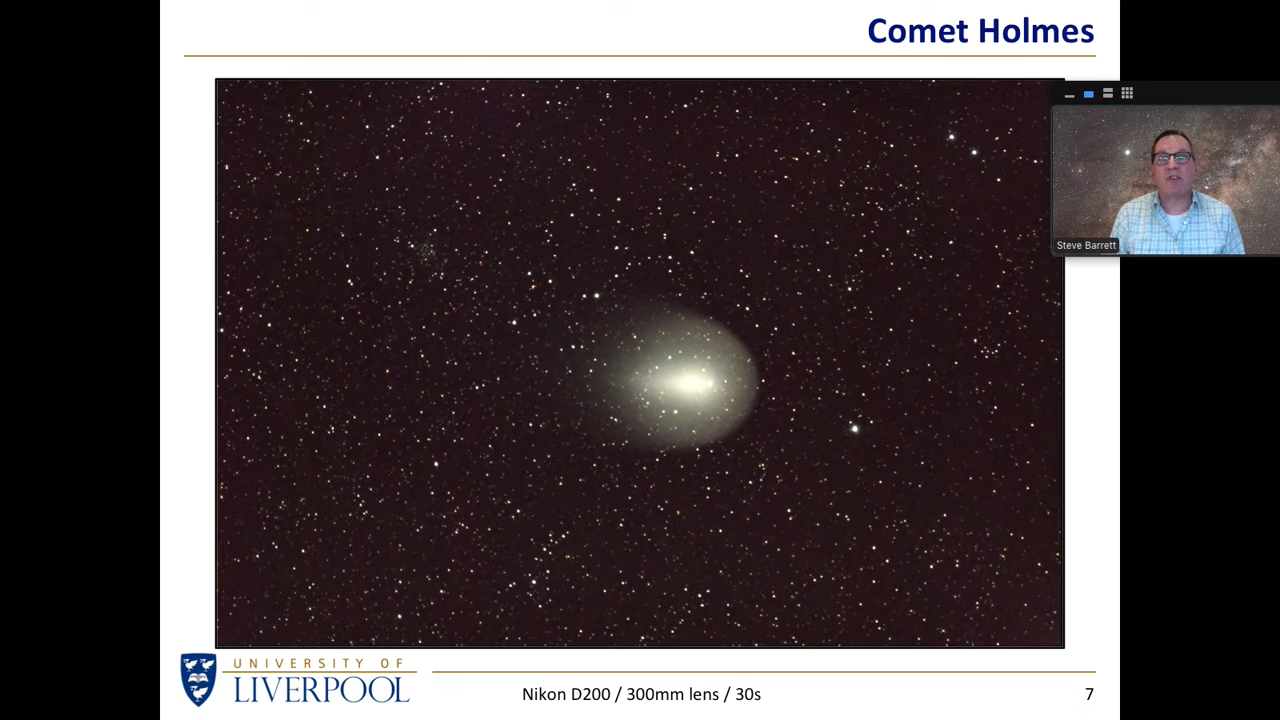 Comet Holmes
Steve Barrett
UNIVERSITY OF
LIVERPOOL
Nikon D200 / 300mm lens / 30s
7